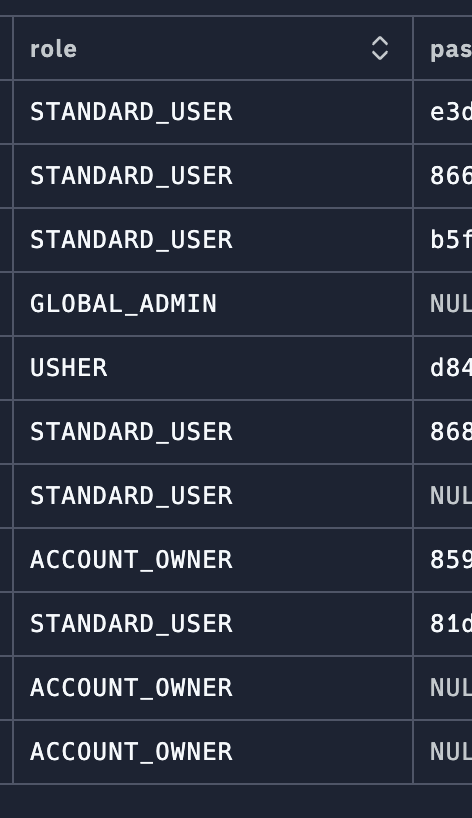 role pas
STANDARD_USER e3d
STANDARD_USER 866
STANDARD_USER b5f
GLOBAL_ADMIN NUL
USHER d84
STANDARD_USER 868
STANDARD_USER NUL
ACCOUNT_OWNER 859
STANDARD_USER 81d
ACCOUNT_OWNER NUL
ACCOUNT_OWNER NUL